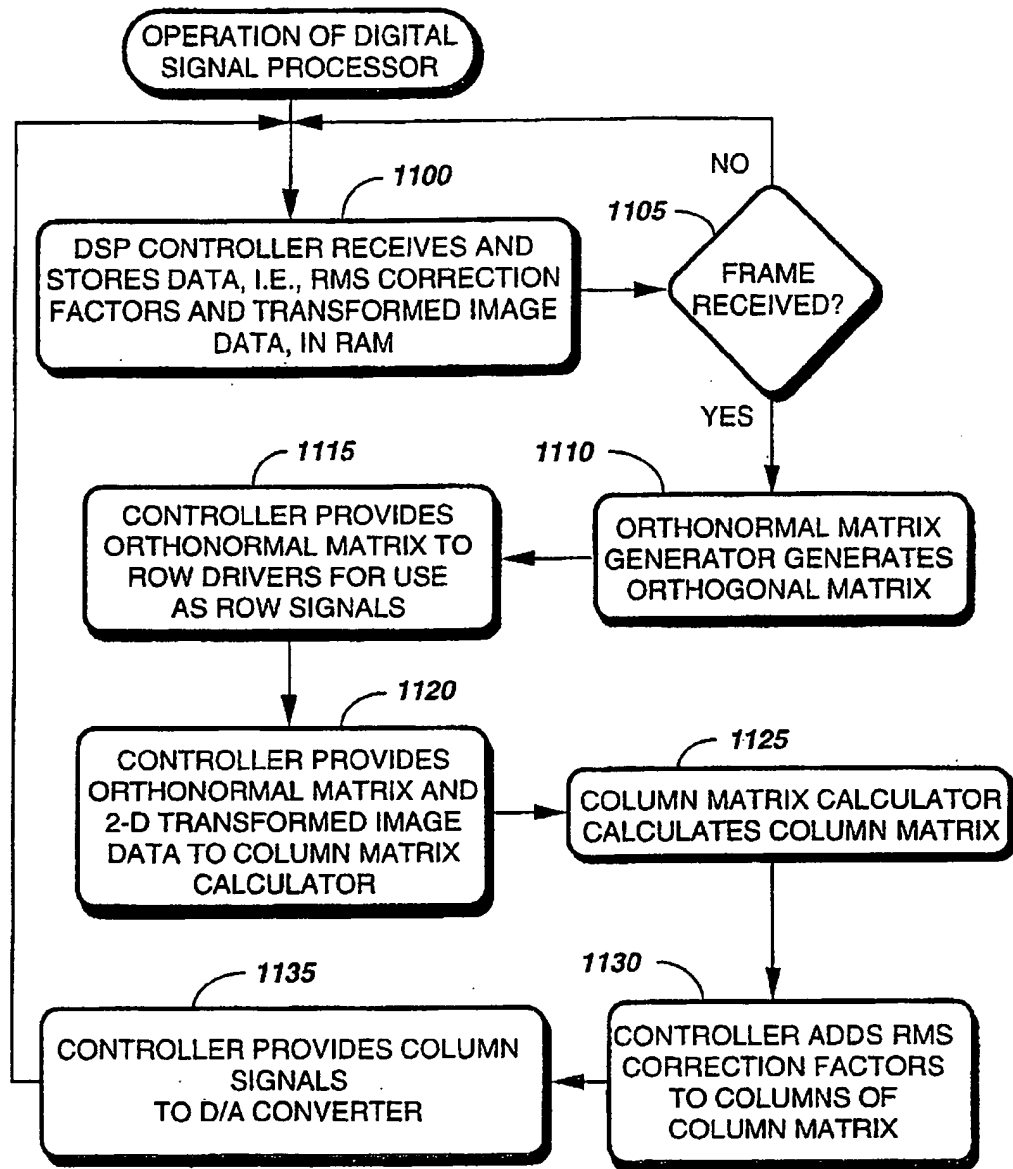 OPERATION OF DIGITAL
SIGNAL PROCESSOR
1100
DSP CONTROLLER RECEIVES AND
STORES DATA, I.E., RMS CORRECTION
FACTORS AND TRANSFORMED IMAGE
DATA, IN RAM
NO
1105
FRAME
RECEIVED?
YES
1110
ORTHONORMAL MATRIX
GENERATOR GENERATES
ORTHOGONAL MATRIX
1115
CONTROLLER PROVIDES
ORTHONORMAL MATRIX TO
ROW DRIVERS FOR USE
AS ROW SIGNALS
1120
CONTROLLER PROVIDES
ORTHONORMAL MATRIX AND
2-D TRANSFORMED IMAGE
DATA TO COLUMN MATRIX
CALCULATOR
1125
COLUMN MATRIX CALCULATOR
CALCULATES COLUMN MATRIX
1130
CONTROLLER ADDS RMS
CORRECTION FACTORS
TO COLUMNS OF
COLUMN MATRIX
1135
CONTROLLER PROVIDES COLUMN
SIGNALS
TO D/A CONVERTER